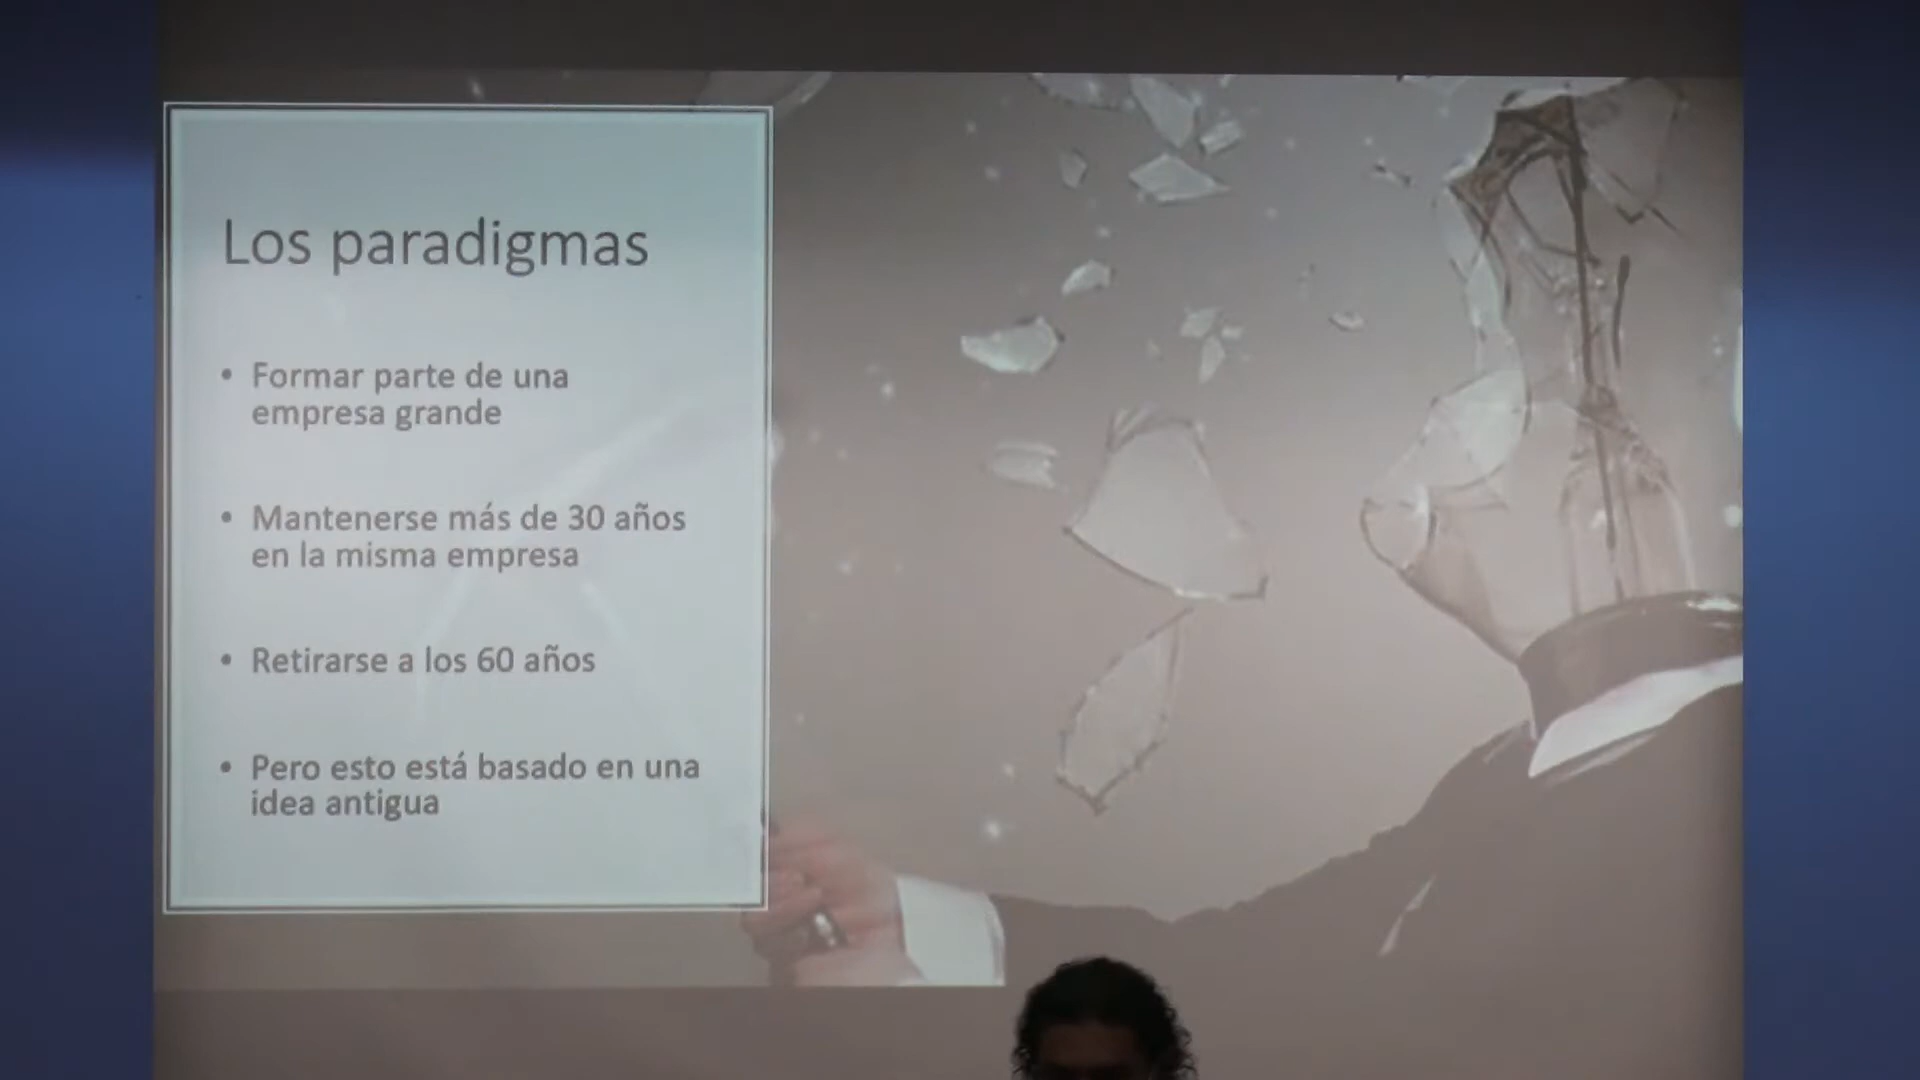 Los paradigmas
• Formar parte de una
empresa grande
• Mantenerse más de 30 años
en la misma empresa
• Retirarse a los 60 años
• Pero esto está basado en una
idea antigua